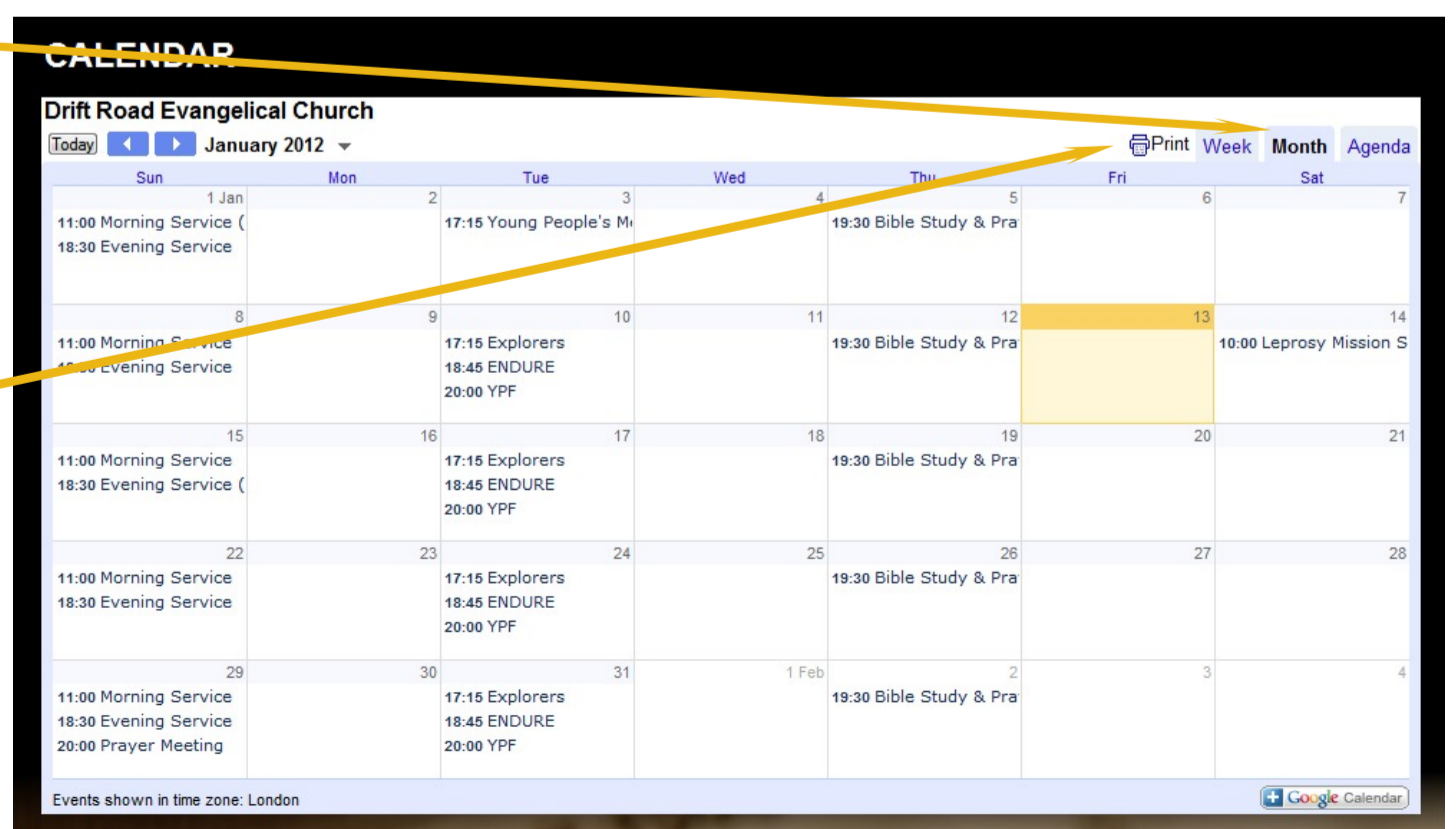 CALENDAR
Drift Road Evangelical Church
Today January 2012 Print Week Month Agenda
Sun Mon Tue Wed Thu Fri Sat
1 Jan 2 3 4 5 6 7
11:00 Morning Service ( 17:15 Young People's M 19:30 Bible Study & Pra
18:30 Evening Service
8 9 10 11 12 13 14
11:00 Morning Service 17:15 Explorers 19:30 Bible Study & Pra 10:00 Leprosy Mission S
18:30 Evening Service 18:45 ENDURE
20:00 YPF
15 16 17 18 19 20 21
11:00 Morning Service 17:15 Explorers 19:30 Bible Study & Pra
18:30 Evening Service ( 18:45 ENDURE
20:00 YPF
22 23 24 25 26 27 28
11:00 Morning Service 17:15 Explorers 19:30 Bible Study & Pra
18:30 Evening Service 18:45 ENDURE
20:00 YPF
29 30 31 1 Feb 2 3 4
11:00 Morning Service 17:15 Explorers 19:30 Bible Study & Pra
18:30 Evening Service 18:45 ENDURE
20:00 Prayer Meeting 20:00 YPF
Events shown in time zone: London
Google Calendar